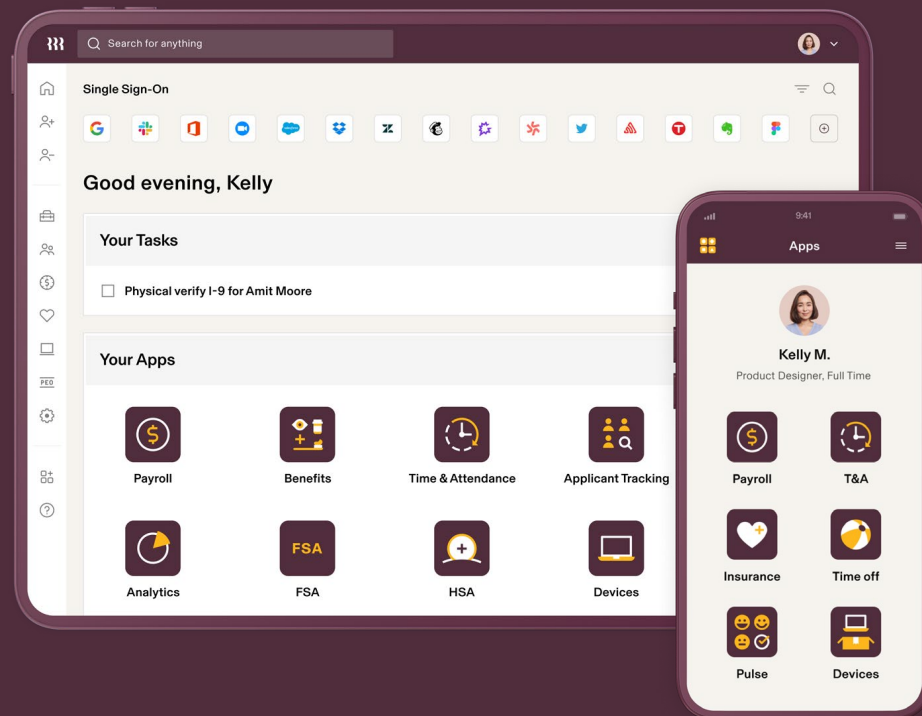 Search for anything
Single Sign-On
Good evening, Kelly
Your Tasks
Physical verify I-9 for Amit Moore
Your Apps
Payroll
Benefits
Time & Attendance
Applicant Tracking
FSA
Analytics
FSA
HSA
Devices
PEO
9:41
Apps
Kelly M.
Product Designer, Full Time
Payroll
T&A
Insurance
Time off
Pulse
Devices